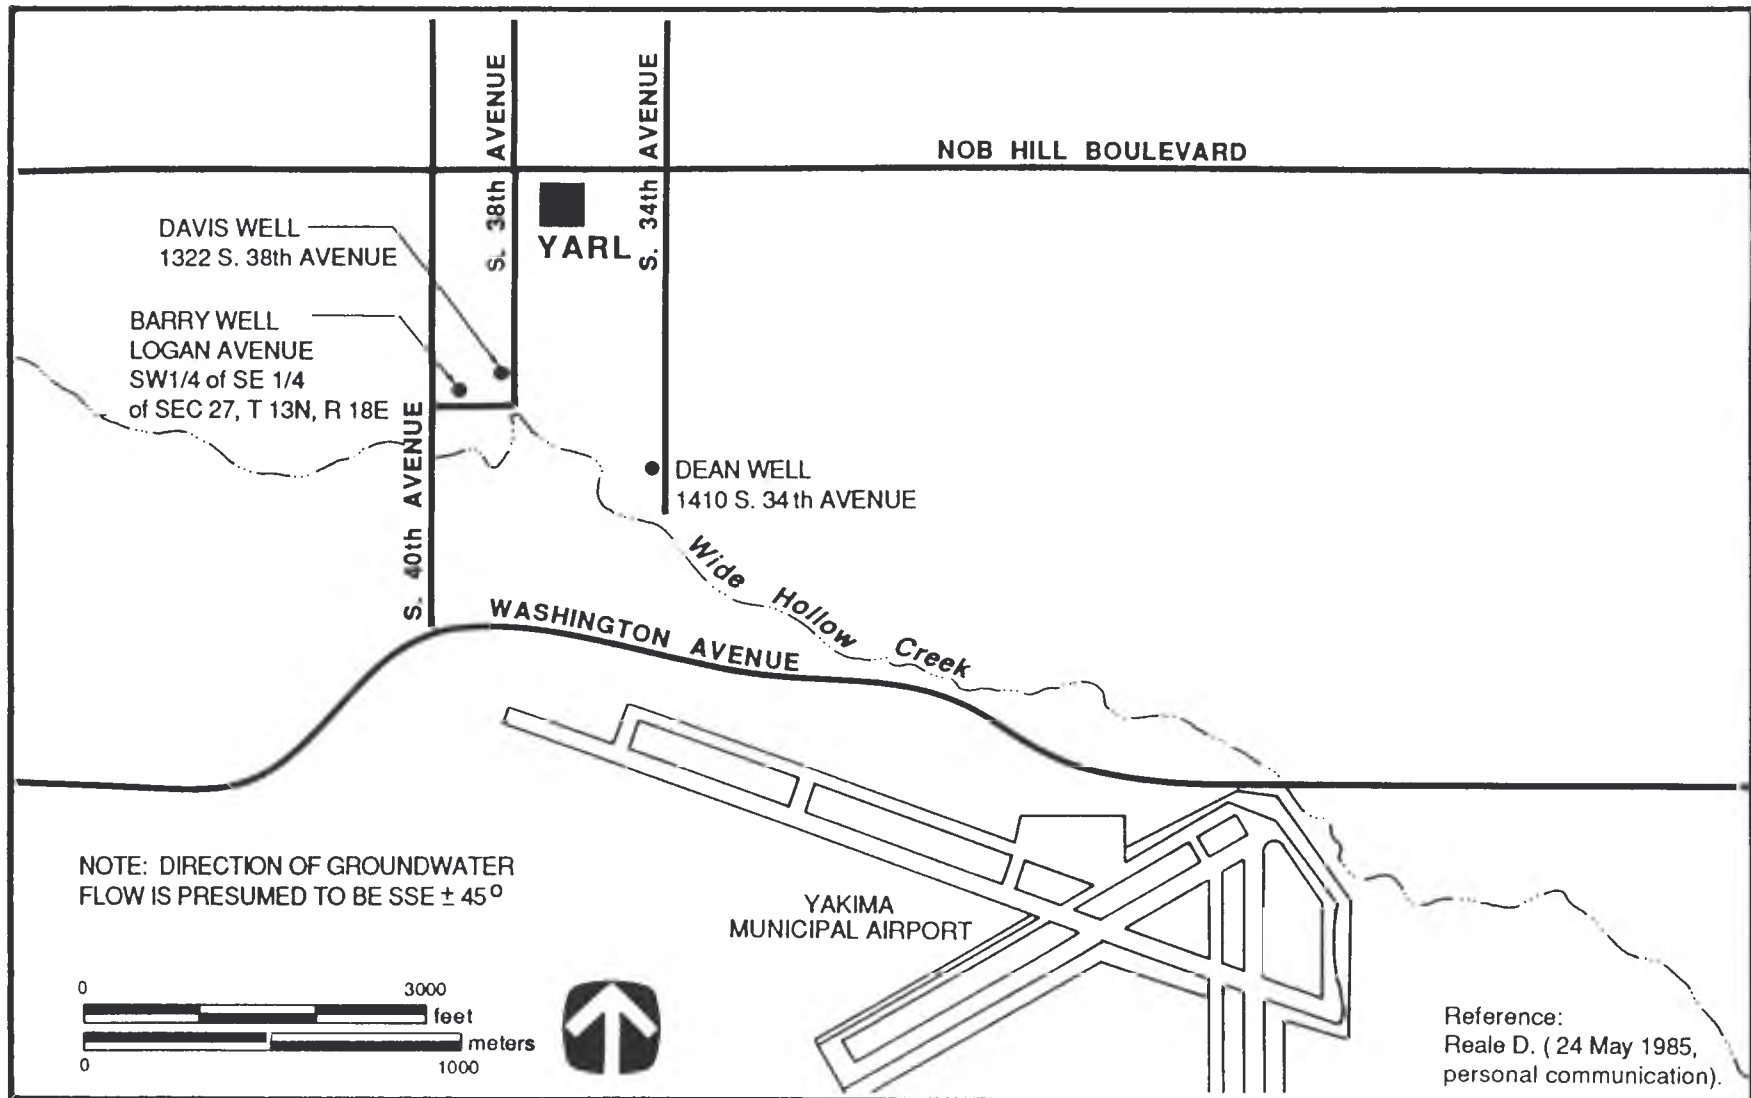 S. 38th AVENUE
S. 34th AVENUE
NOB HILL BOULEVARD
DAVIS WELL
1322 S. 38th AVENUE
YARL
BARRY WELL
LOGAN AVENUE
SW1/4 of SE 1/4
of SEC 27, T 13N, R 18E
S. 40th AVENUE
DEAN WELL
1410 S. 34th AVENUE
Wide Hollow Creek
WASHINGTON AVENUE
NOTE: DIRECTION OF GROUNDWATER
FLOW IS PRESUMED TO BE SSE ± 45°
YAKIMA
MUNICIPAL AIRPORT
0 3000
feet
meters
0 1000
Reference:
Reale D. ( 24 May 1985,
personal communication).